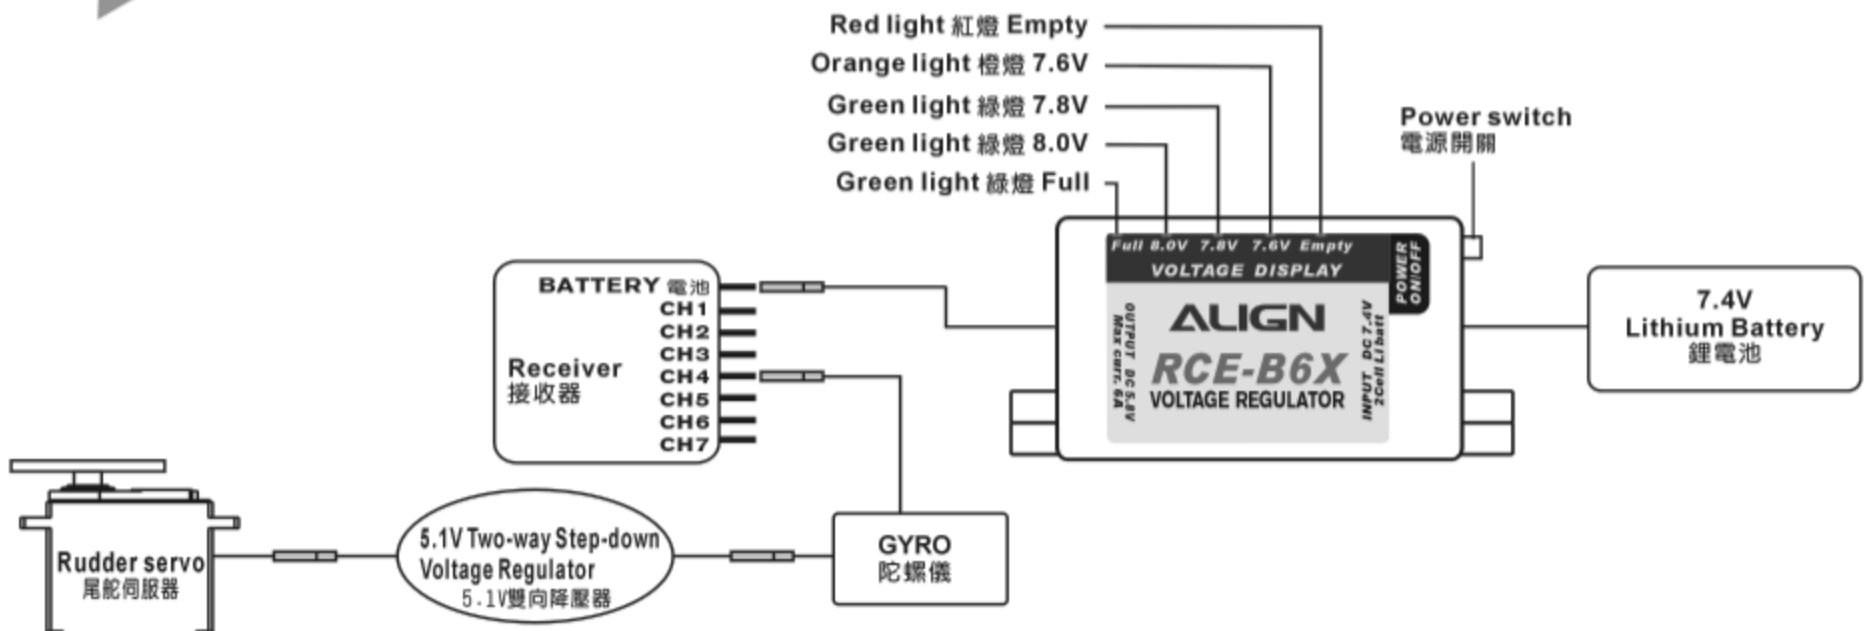 Red light 紅燈 Empty
Orange light 橙燈 7.6V
Green light 綠燈 7.8V
Green light 綠燈 8.0V
Green light 綠燈 Full
Power switch
電源開關
Full 8.0V 7.8V 7.6V Empty
VOLTAGE DISPLAY
POWER
ON/OFF
ALIGN
RCE-B6X
VOLTAGE REGULATOR
OUTPUT DC 5.8V
Max curr. 6A
INPUT DC 7.4V
2Cell Li batt
7.4V
Lithium Battery
鋰電池
BATTERY 電池
CH1
CH2
CH3
CH4
CH5
CH6
CH7
Receiver
接收器
Rudder servo
尾舵伺服器
5.1V Two-way Step-down
Voltage Regulator
5.1V雙向降壓器
GYRO
陀螺儀